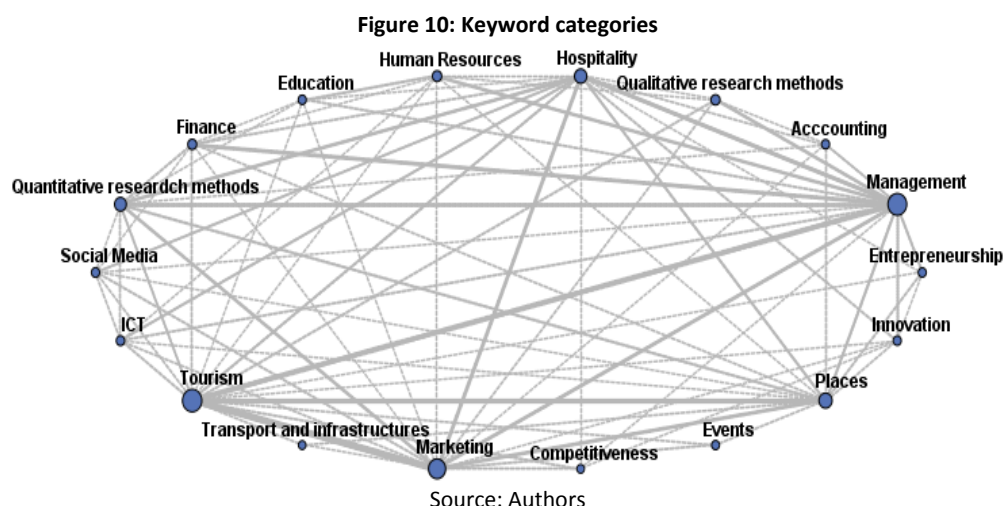 Figure 10: Keyword categories
Human Resources
Hospitality
Education
Qualitative research methods
Finance
Acccounting
Quantitative researdch methods
Management
Social Media
Entrepreneurship
ICT
Innovation
Tourism
Places
Transport and infrastructures
Events
Marketing
Competitiveness
Source: Authors